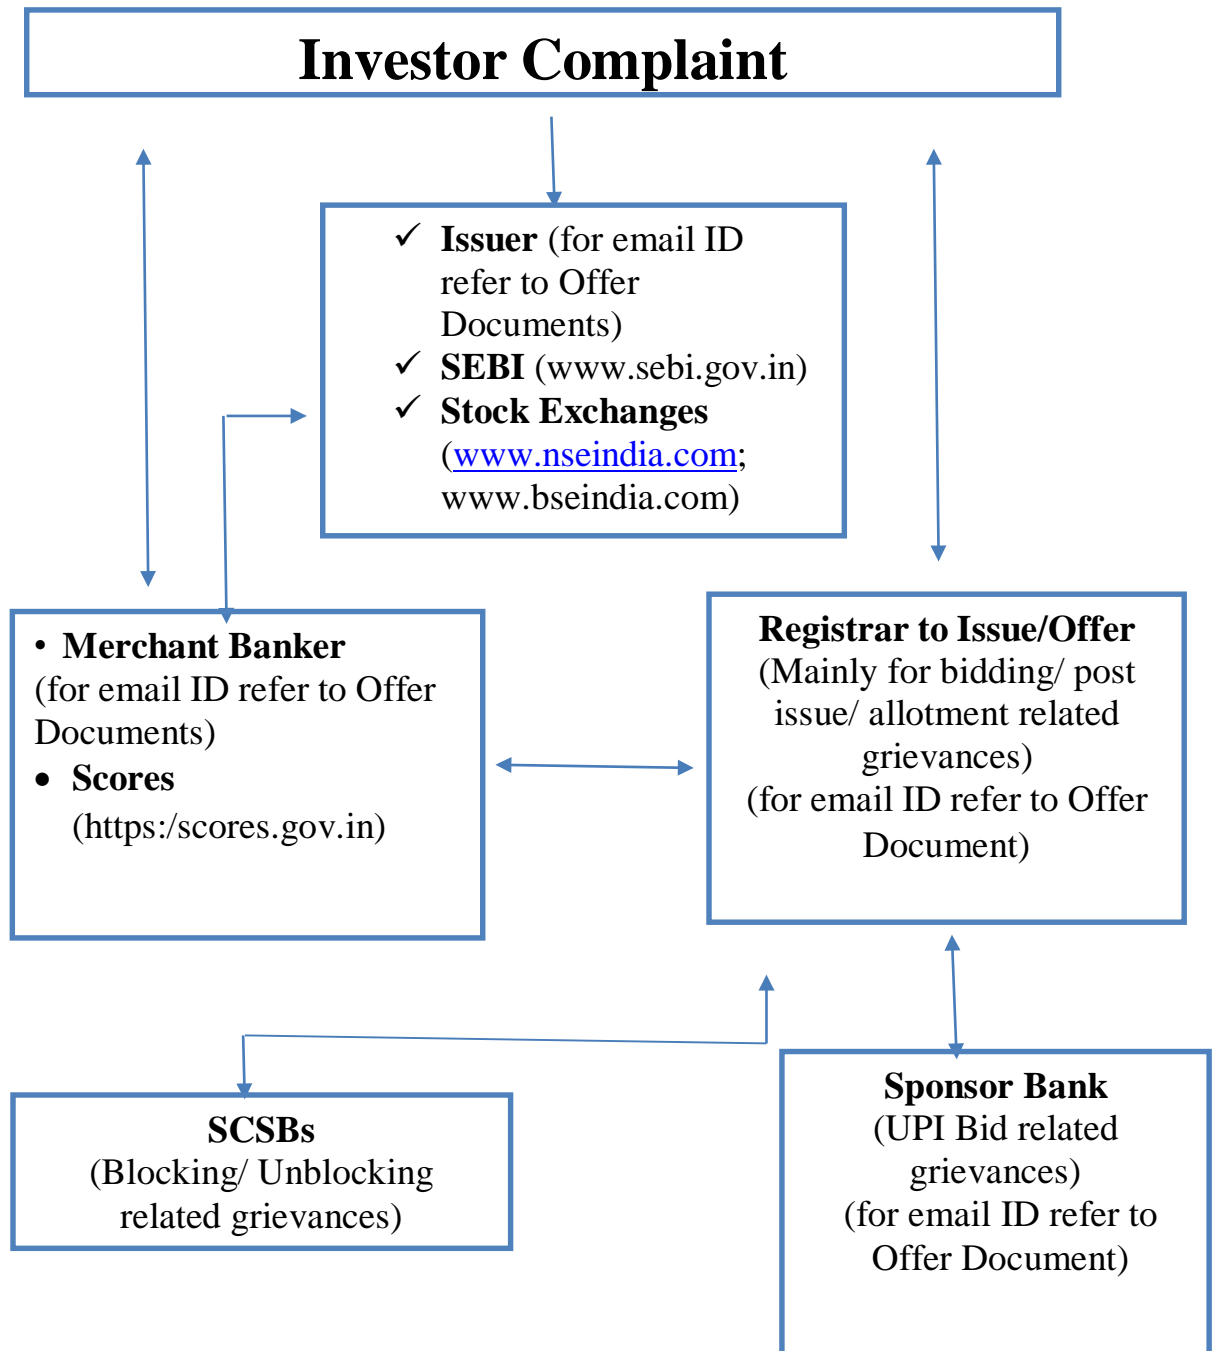 Investor Complaint
✓ Issuer (for email ID
refer to Offer
Documents)
✓ SEBI (www.sebi.gov.in)
✓ Stock Exchanges
(www.nseindia.com;
www.bseindia.com)
• Merchant Banker
(for email ID refer to Offer
Documents)
• Scores
(https:/scores.gov.in)
Registrar to Issue/Offer
(Mainly for bidding/ post
issue/ allotment related
grievances)
(for email ID refer to Offer
Document)
SCSBs
(Blocking/ Unblocking
related grievances)
Sponsor Bank
(UPI Bid related
grievances)
(for email ID refer to
Offer Document)